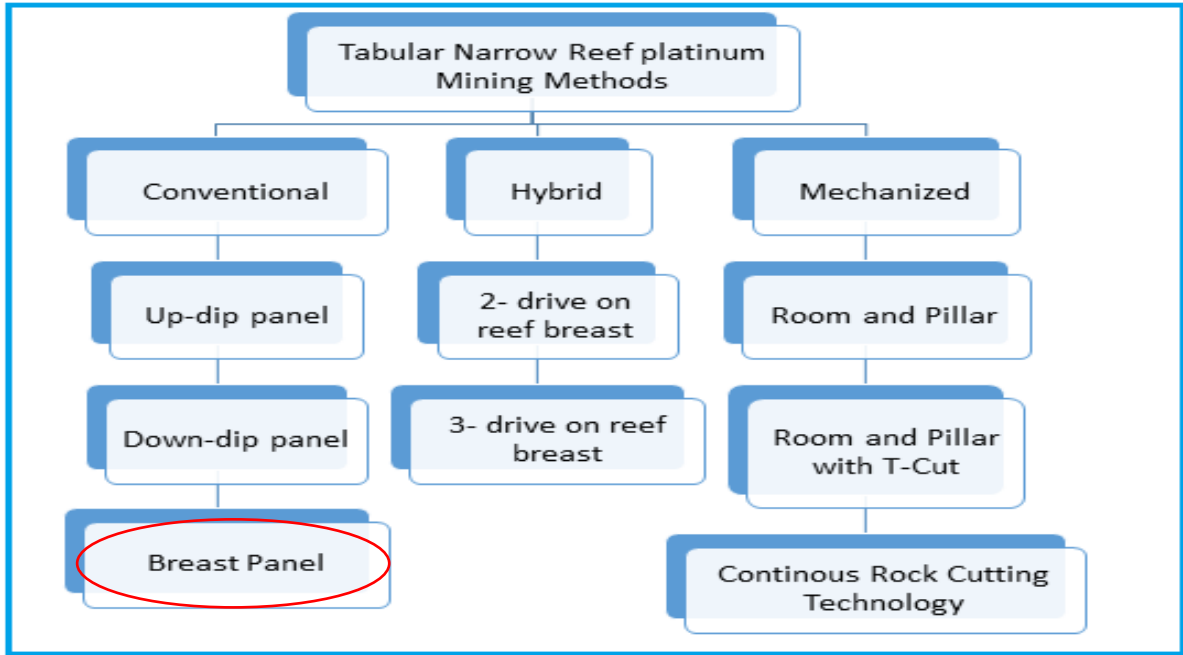 Tabular Narrow Reef platinum
Mining Methods
Conventional
Hybrid
Mechanized
Up-dip panel
2- drive on
reef breast
Room and Pillar
Down-dip panel
3- drive on reef
breast
Room and Pillar
with T-Cut
Breast Panel
Continous Rock Cutting
Technology